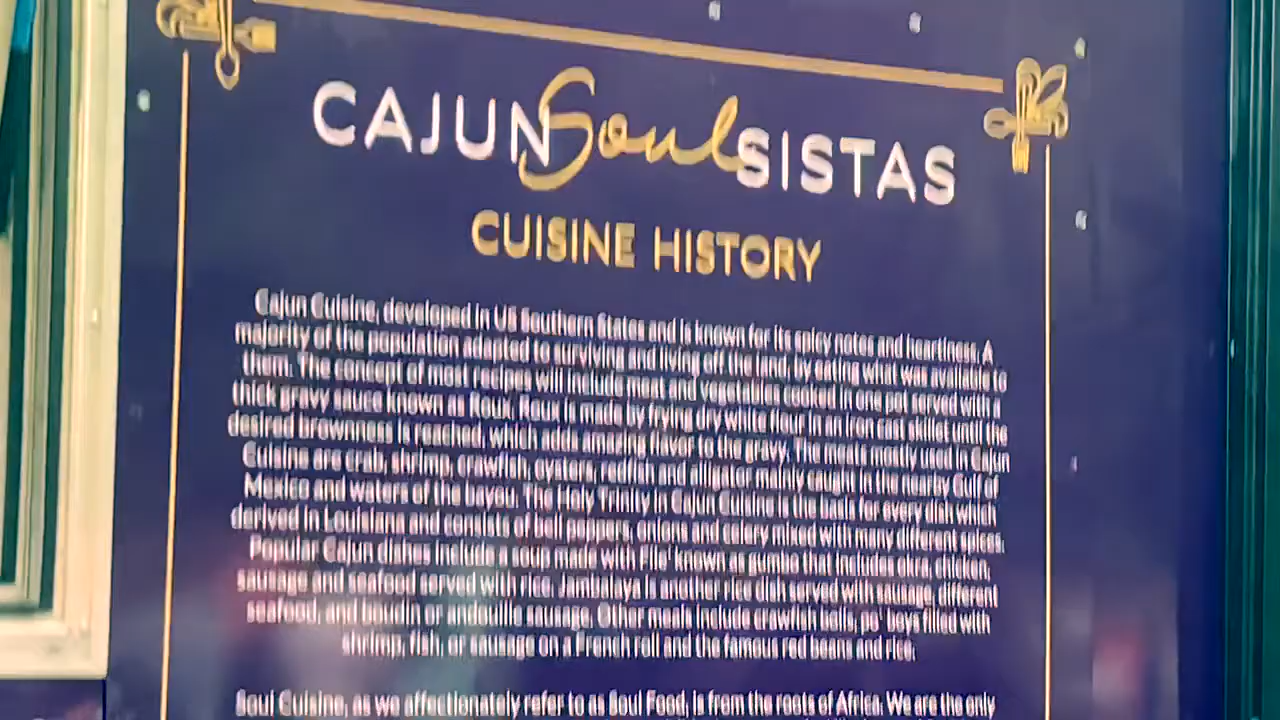 CAJUN Soul SISTAS
CUISINE HISTORY
Cajun Cuisine, developed in US Southern States and is known for its spicy notes and heartiness. A
majority of the population adapted to surviving and living off the land, by eating what was available to
them. The concept of most recipes will include meat and vegetables cooked in one pot served with a
thick gravy sauce known as Roux. Roux is made by frying dry white flour in an iron cast skillet until the
desired brownness is reached, which adds amazing flavor to the gravy. The meats mostly used in Cajun
Cuisine are crab, shrimp, crawfish, oysters, redfish and alligator mainly caught in the nearby Gulf of
Mexico and waters of the bayou. The Holy Trinity in Cajun Cuisine is the basis for every dish which
derived in Louisiana and consists of bell peppers, onions and celery mixed with many different spices.
Popular Cajun dishes include a soup made with File' known as gumbo that includes okra, chicken,
sausage and seafood served with rice. Jambalaya is another rice dish served with sausage, different
seafood, and boudin or andouille sausage. Other meals include crawfish boils, po' boys filled with
shrimp, fish, or sausage on a French roll and the famous red beans and rice.
Soul Cuisine, as we affectionately refer to as Soul Food, is from the roots of Africa. We are the only